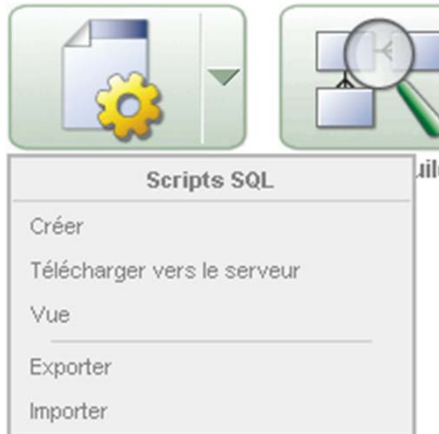 Scripts SQL
Créer
Télécharger vers le serveur
Vue
Exporter
Importer